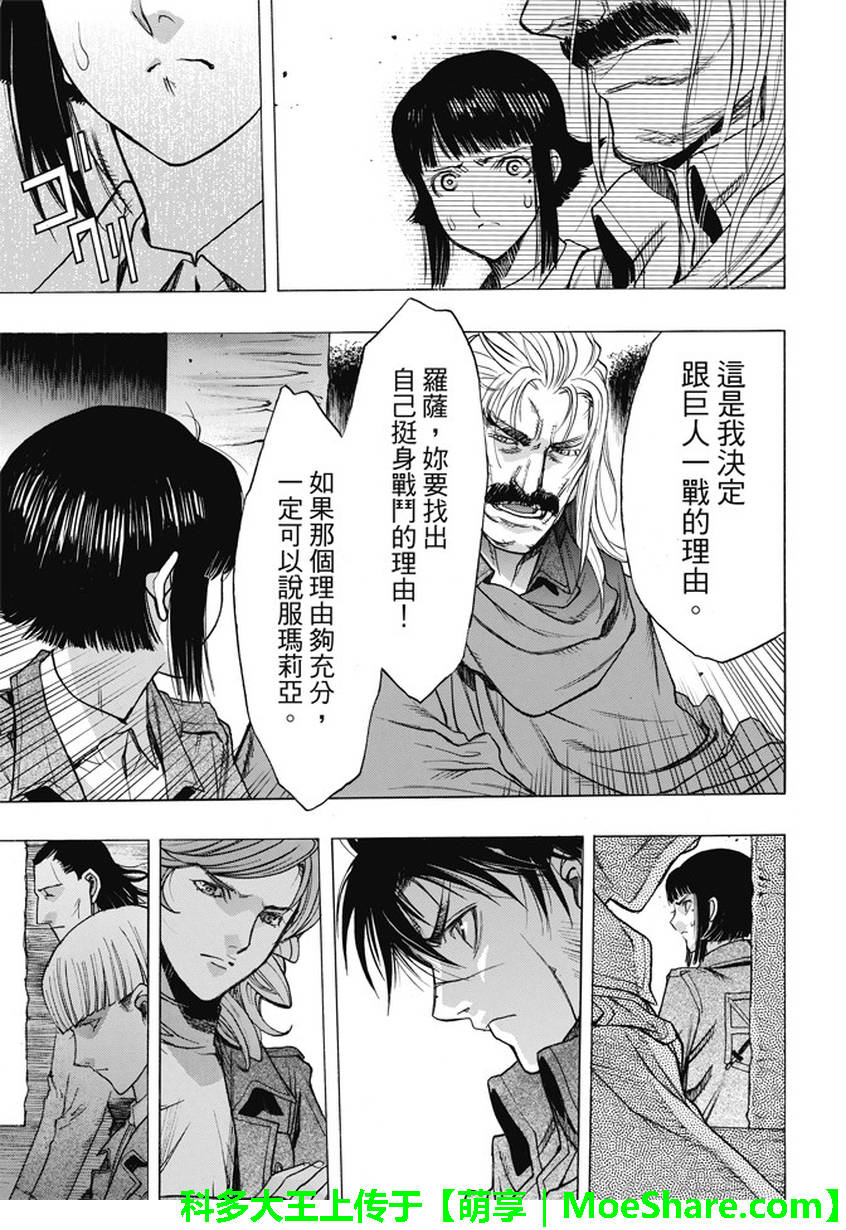 ゴクリ
這是我決定
跟巨人一戰的理由。
羅薩，妳要找出
自己挺身戰鬥的理由！
如果那個理由夠充分，
一定可以說服瑪莉亞。
科多大王上传于【萌享｜MoeShare.com】